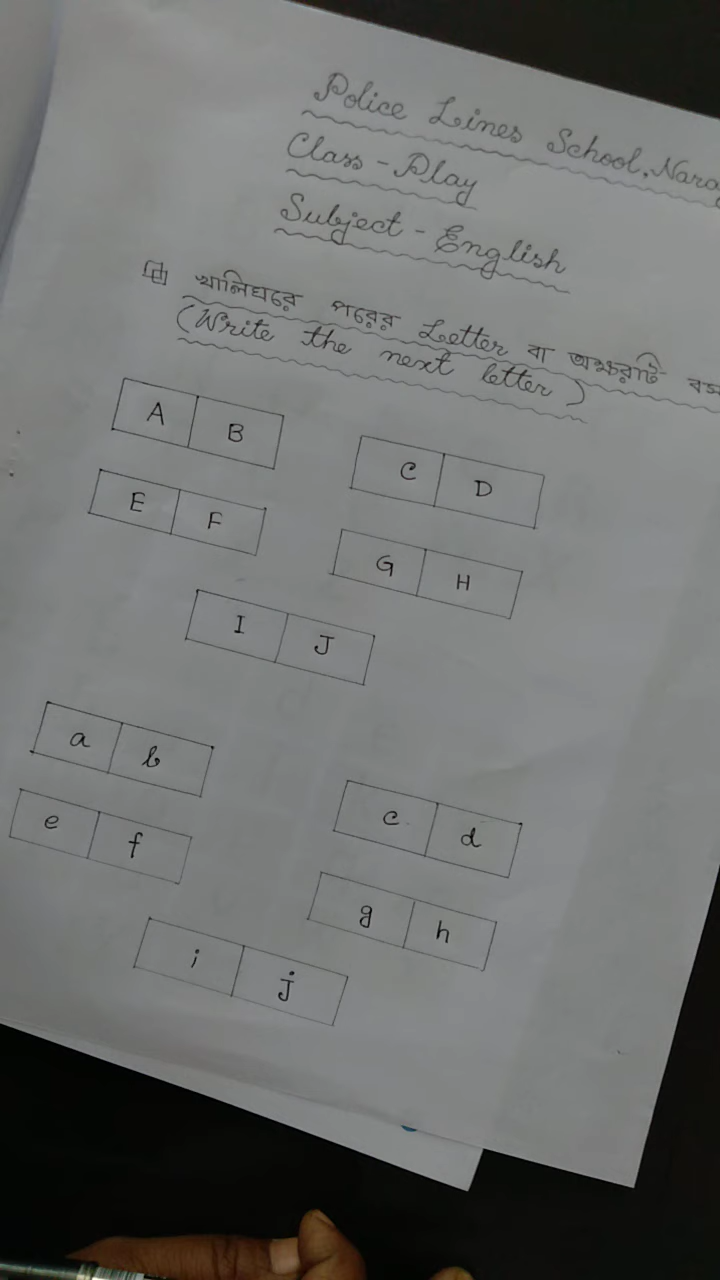 Police Lines School,
Class - Play
Subject - English
খালিঘরে পরের Letter বা অক্ষরটি
(Write the next letter)
A B
C D
E F
G H
I J
a b
c d
e f
g h
i j